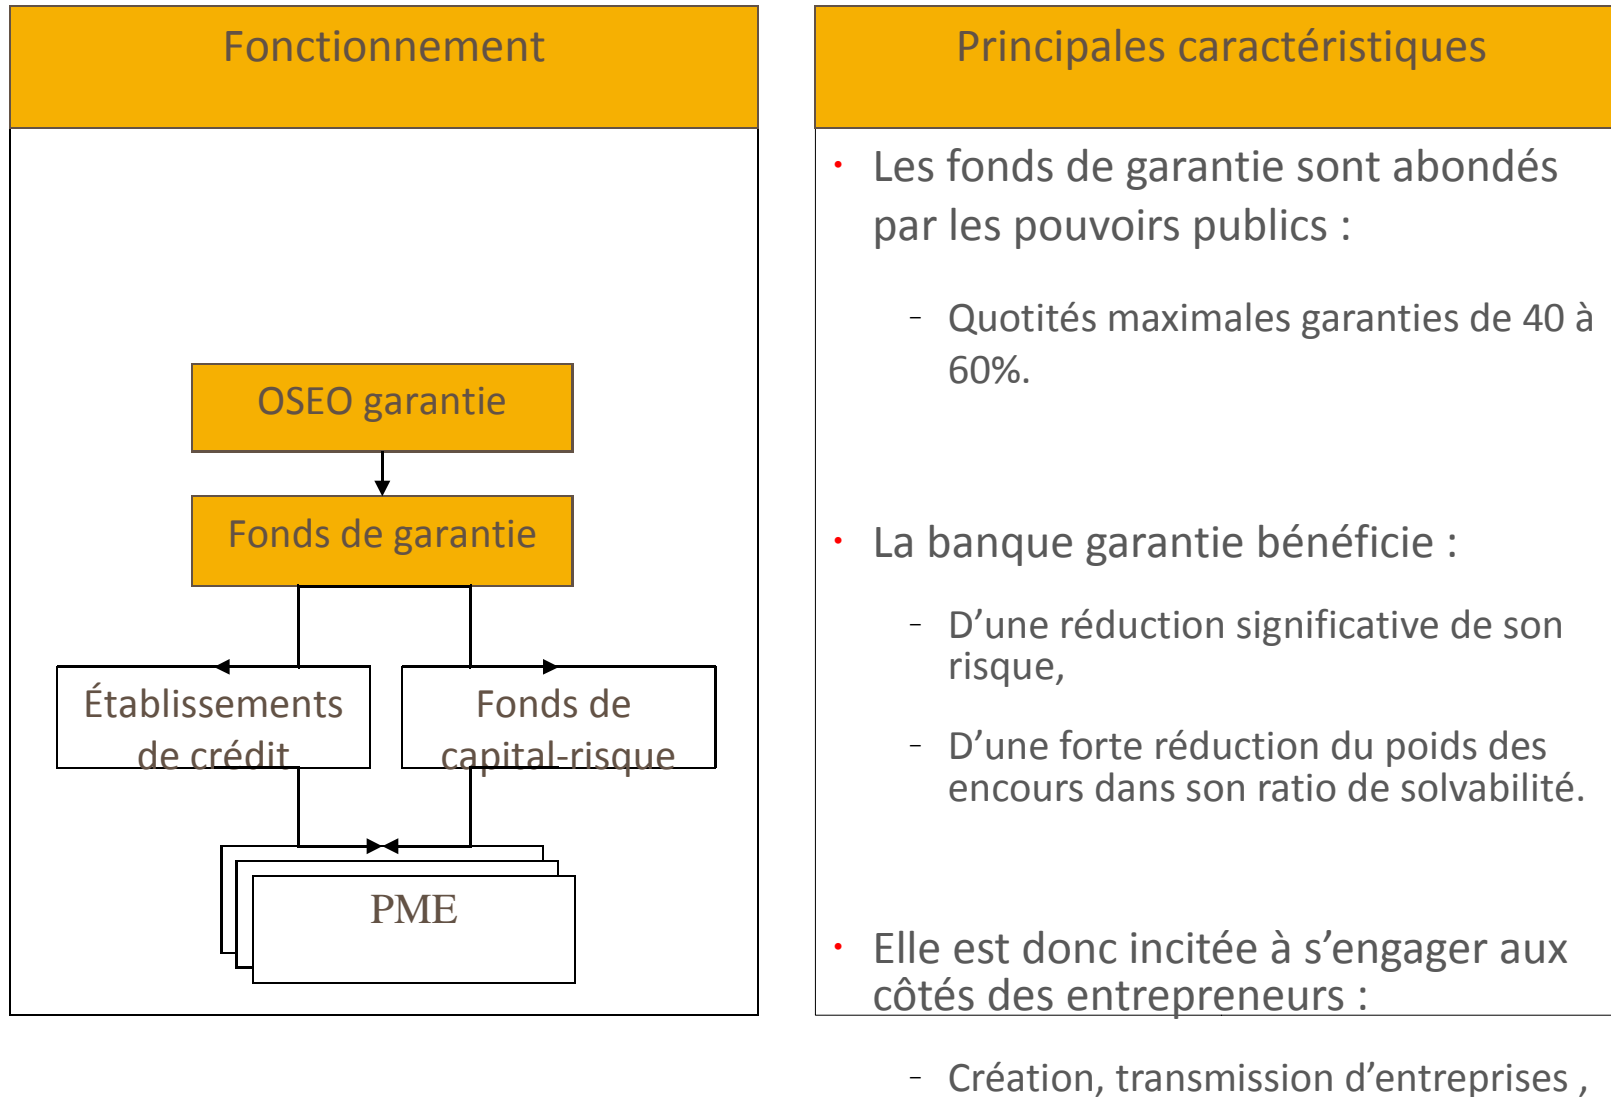 Fonctionnement
OSEO garantie
Fonds de garantie
Établissements
de crédit
Fonds de
capital-risque
PME
Principales caractéristiques
• Les fonds de garantie sont abondés
par les pouvoirs publics :
– Quotités maximales garanties de 40 à
60%.
• La banque garantie bénéficie :
– D’une réduction significative de son
risque,
– D’une forte réduction du poids des
encours dans son ratio de solvabilité.
• Elle est donc incitée à s’engager aux
côtés des entrepreneurs :
– Création, transmission d’entreprises ,